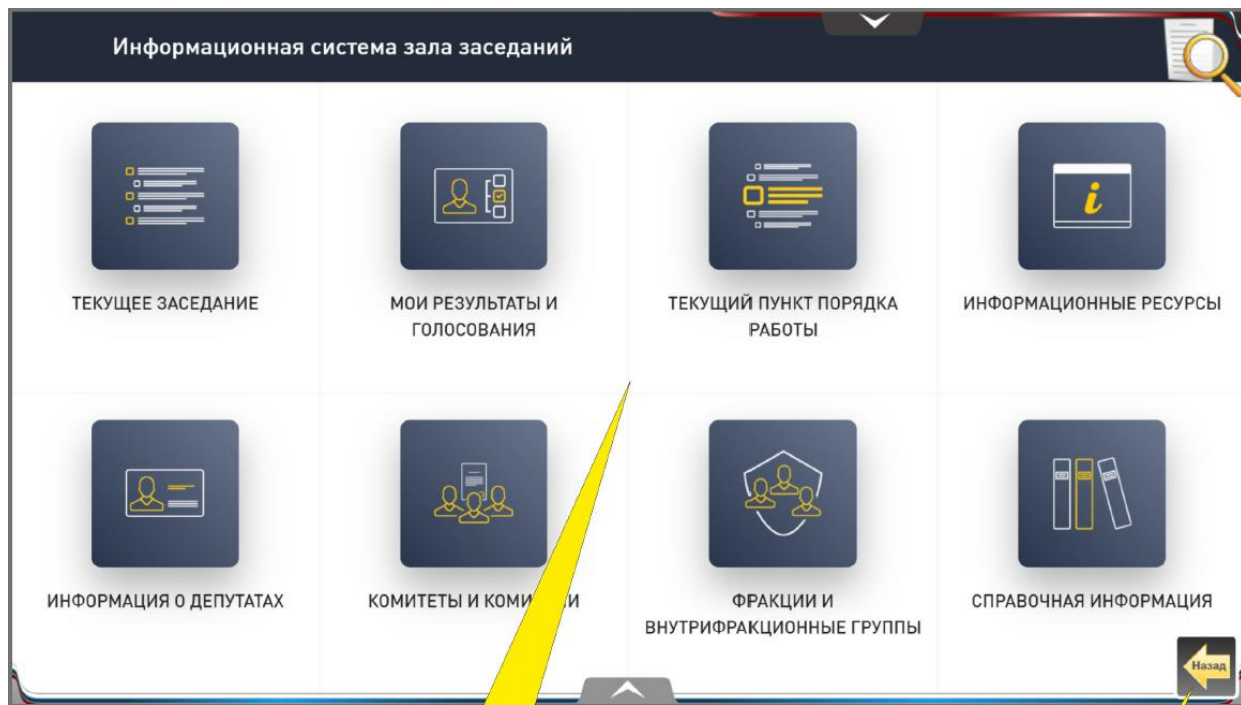 Информационная система зала заседаний
ТЕКУЩЕЕ ЗАСЕДАНИЕ
МОИ РЕЗУЛЬТАТЫ И
ГОЛОСОВАНИЯ
ТЕКУЩИЙ ПУНКТ ПОРЯДКА
РАБОТЫ
ИНФОРМАЦИОННЫЕ РЕСУРСЫ
ИНФОРМАЦИЯ О ДЕПУТАТАХ
КОМИТЕТЫ И
ФРАКЦИИ И
ВНУТРИФРАКЦИОННЫЕ ГРУППЫ
СПРАВОЧНАЯ ИНФОРМАЦИЯ
Назад